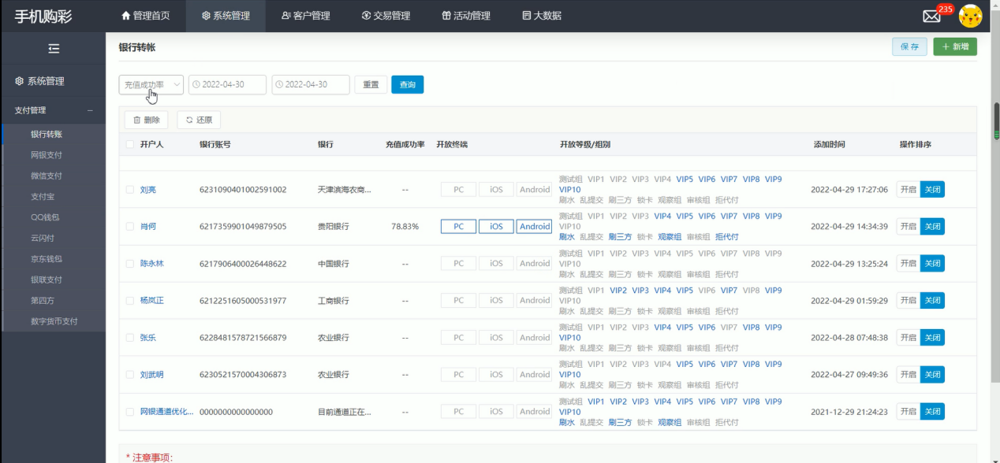 手机购彩
管理首页 系统管理 客户管理 交易管理 活动管理 大数据 235
系统管理
支付管理
银行转账
网银支付
微信支付
支付宝
QQ钱包
云闪付
京东钱包
银联支付
第四方
数字货币支付
银行转帐 保存 + 新增
充值成功率 2022-04-30 2022-04-30 重置 查询
删除 还原
开户人 银行账号 银行 充值成功率 开放终端 开放等级/组别 添加时间 操作排序
测试组 VIP1 VIP2 VIP3 VIP4 VIP5 VIP6 VIP7 VIP8 VIP9
刘亮 6231090401002591002 天津滨海农商... -- PC iOS Android VIP10 2022-04-29 17:27:06 开启 关闭
刷水 乱提交 刷三方 锁卡 观察组 审核组 拒代付
测试组 VIP1 VIP2 VIP3 VIP4 VIP5 VIP6 VIP7 VIP8 VIP9
肖何 6217359901049879505 贵阳银行 78.83% PC iOS Android VIP10 2022-04-29 14:34:39 开启 关闭
刷水 乱提交 刷三方 锁卡 观察组 审核组 拒代付
测试组 VIP1 VIP2 VIP3 VIP4 VIP5 VIP6 VIP7 VIP8 VIP9
陈永林 6217906400026448622 中国银行 -- PC iOS Android VIP10 2022-04-29 13:25:24 开启 关闭
刷水 乱提交 刷三方 锁卡 观察组 审核组 拒代付
测试组 VIP1 VIP2 VIP3 VIP4 VIP5 VIP6 VIP7 VIP8 VIP9
杨岚正 6212251605000531977 工商银行 -- PC iOS Android VIP10 2022-04-29 01:59:29 开启 关闭
刷水 乱提交 刷三方 锁卡 观察组 审核组 拒代付
测试组 VIP1 VIP2 VIP3 VIP4 VIP5 VIP6 VIP7 VIP8 VIP9
张乐 6228481578721566879 农业银行 -- PC iOS Android VIP10 2022-04-28 07:48:38 开启 关闭
刷水 乱提交 刷三方 锁卡 观察组 审核组 拒代付
测试组 VIP1 VIP2 VIP3 VIP4 VIP5 VIP6 VIP7 VIP8 VIP9
刘武明 6230521570004306873 农业银行 -- PC iOS Android VIP10 2022-04-27 09:49:36 开启 关闭
刷水 乱提交 刷三方 锁卡 观察组 审核组 拒代付
测试组 VIP1 VIP2 VIP3 VIP4 VIP5 VIP6 VIP7 VIP8 VIP9
网银通道优化... 0000000000000000 目前通道正在... -- PC iOS Android VIP10 2021-12-29 21:24:23 开启 关闭
刷水 乱提交 刷三方 锁卡 观察组 审核组 拒代付
* 注意事项: